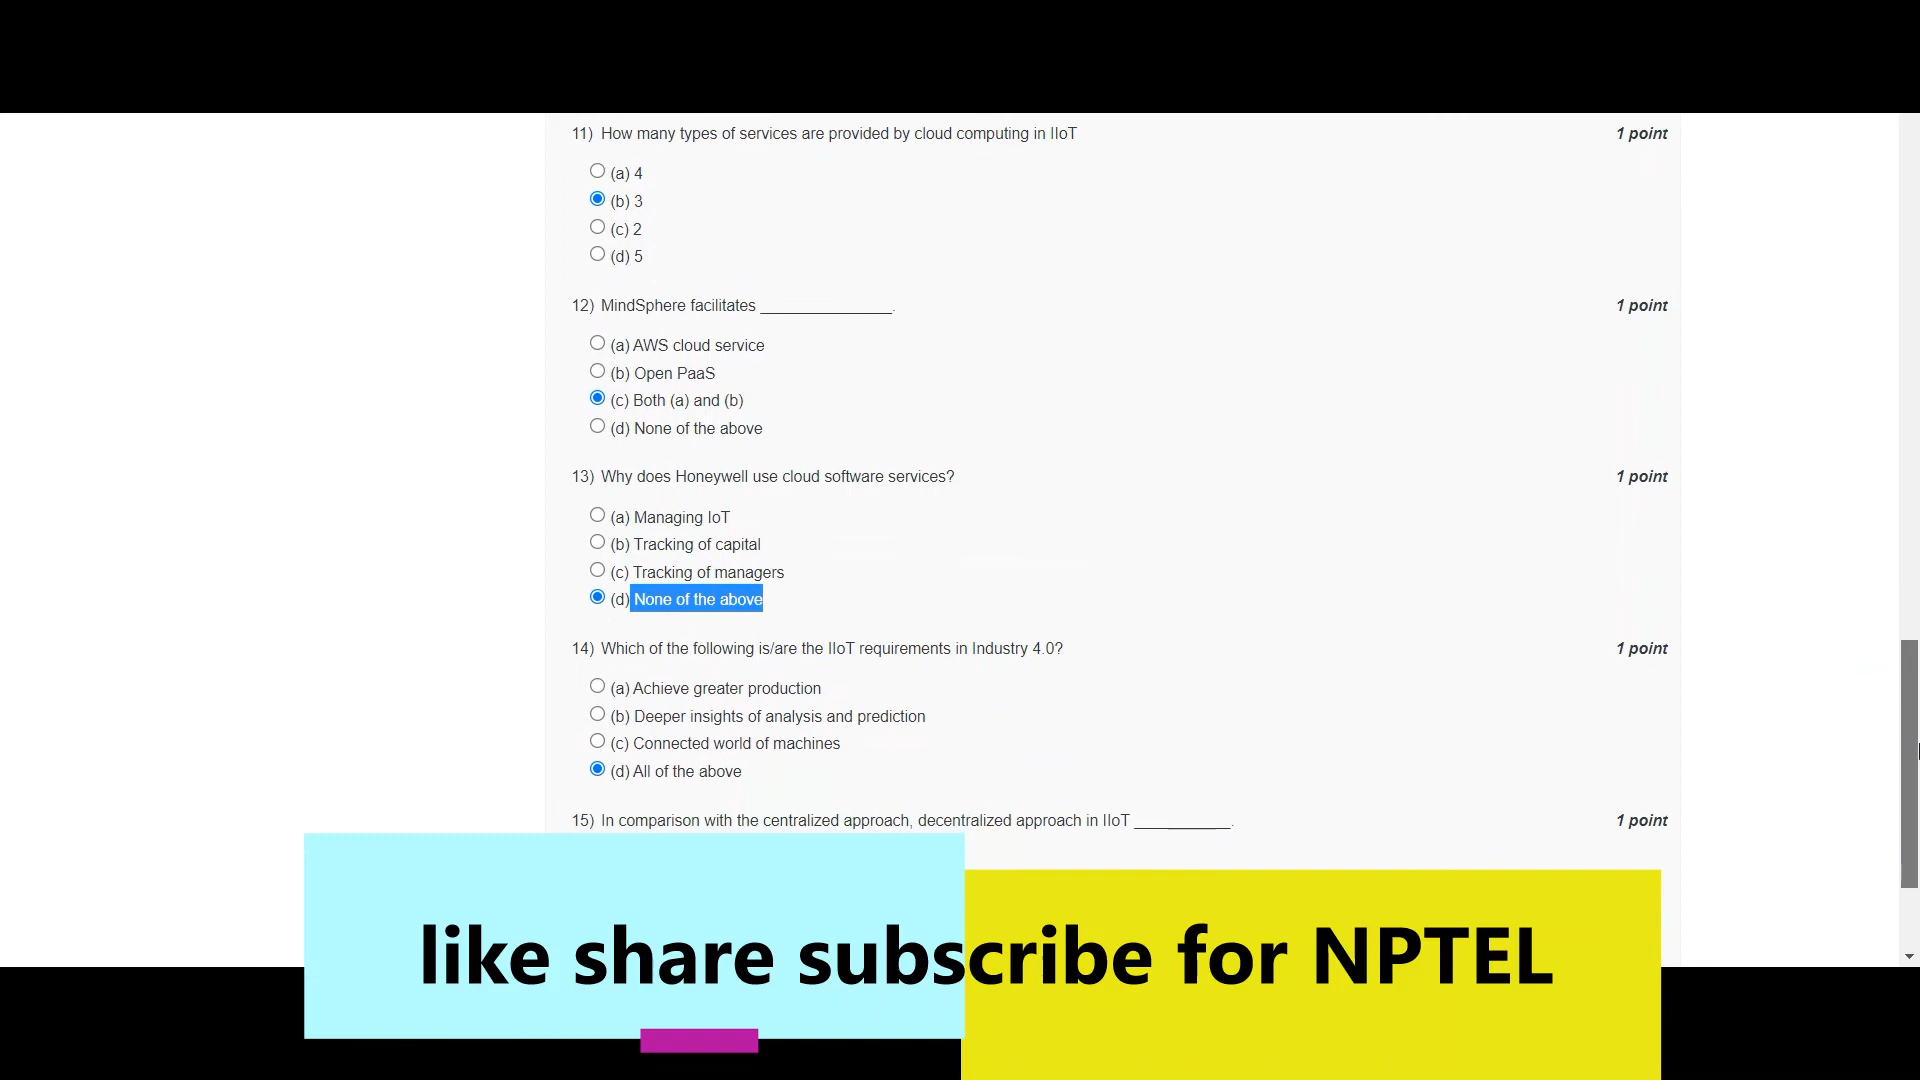 11) How many types of services are provided by cloud computing in IIoT 1 point
(a) 4
(b) 3
(c) 2
(d) 5
12) MindSphere facilitates _______________. 1 point
(a) AWS cloud service
(b) Open PaaS
(c) Both (a) and (b)
(d) None of the above
13) Why does Honeywell use cloud software services? 1 point
(a) Managing IoT
(b) Tracking of capital
(c) Tracking of managers
(d) None of the above
14) Which of the following is/are the IIoT requirements in Industry 4.0? 1 point
(a) Achieve greater production
(b) Deeper insights of analysis and prediction
(c) Connected world of machines
(d) All of the above
15) In comparison with the centralized approach, decentralized approach in IIoT ___________. 1 point
like share subscribe for NPTEL